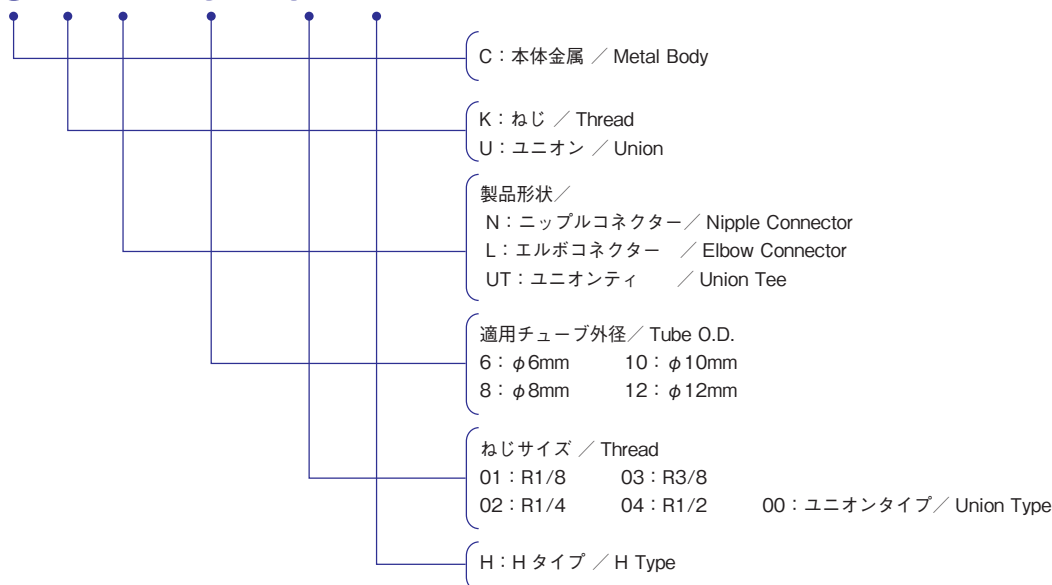 C：本体金属 ／ Metal Body
K：ねじ ／ Thread
U：ユニオン ／ Union
製品形状／
N：ニップルコネクター／ Nipple Connector
L：エルボコネクター　／ Elbow Connector
UT：ユニオンティ　　／ Union Tee
適用チューブ外径／ Tube O.D.
6：φ6mm　　10：φ10mm
8：φ8mm　　12：φ12mm
ねじサイズ ／ Thread
01：R1/8　　03：R3/8
02：R1/4　　04：R1/2　　00：ユニオンタイプ／ Union Type
H：H タイプ ／ H Type